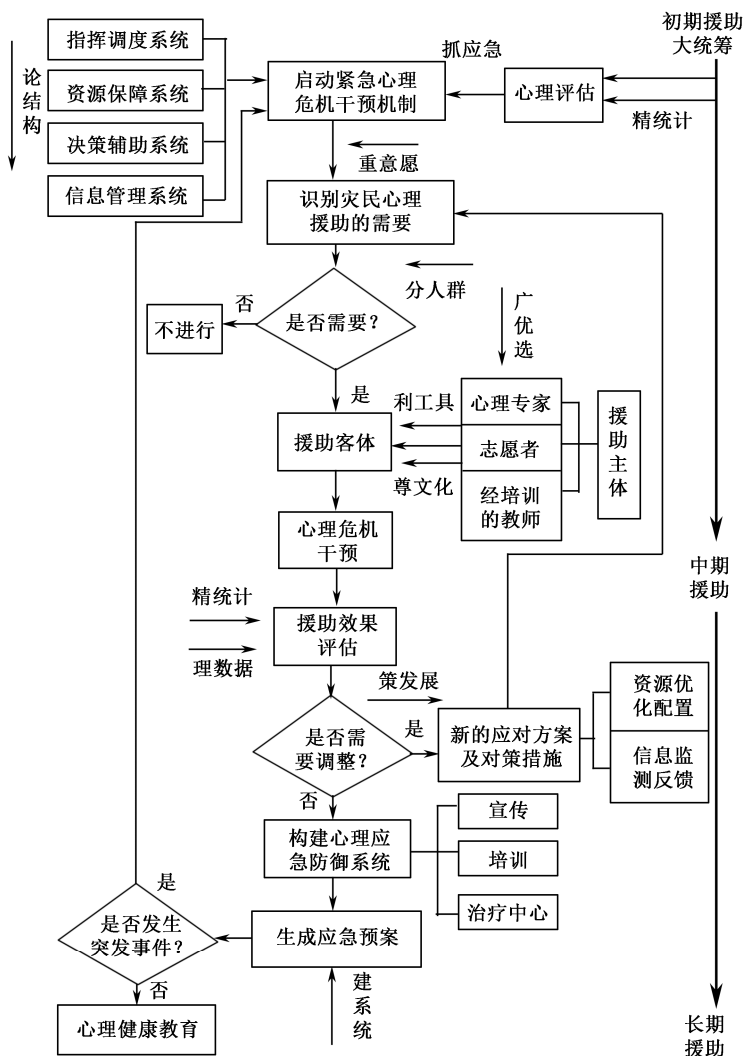 指挥调度系统
资源保障系统
决策辅助系统
信息管理系统
论
结
构
启动紧急心理
危机干预机制
抓应急
心理评估
初期援助
大统筹
精统计
重意愿
识别灾民心理
援助的需要
分人群
是否需要？
否
不进行
广
优
选
是
援助客体
利工具
尊文化
心理专家
志愿者
经培训
的教师
援
助
主
体
心理危机
干预
中期
援助
精统计
理数据
援助效果
评估
策发展
是否需
要调整？
是
新的应对方案
及对策措施
资源优
化配置
信息监
测反馈
否
构建心理应
急防御系统
宣传
培训
治疗中心
是
是否发生
突发事件？
生成应急预案
否
心理健康教育
建
系
统
长期
援助